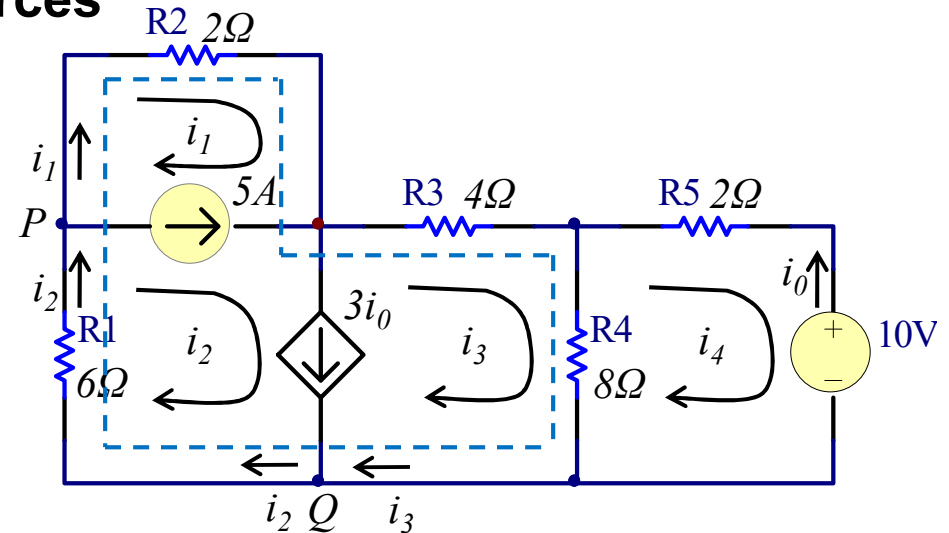 rces
R2 2Ω
i1
i1
5A
P
R3 4Ω
R5 2Ω
i2
3i0
i0
R1
6Ω
i2
i3
R4
8Ω
i4
+
10V
−
i2 Q i3